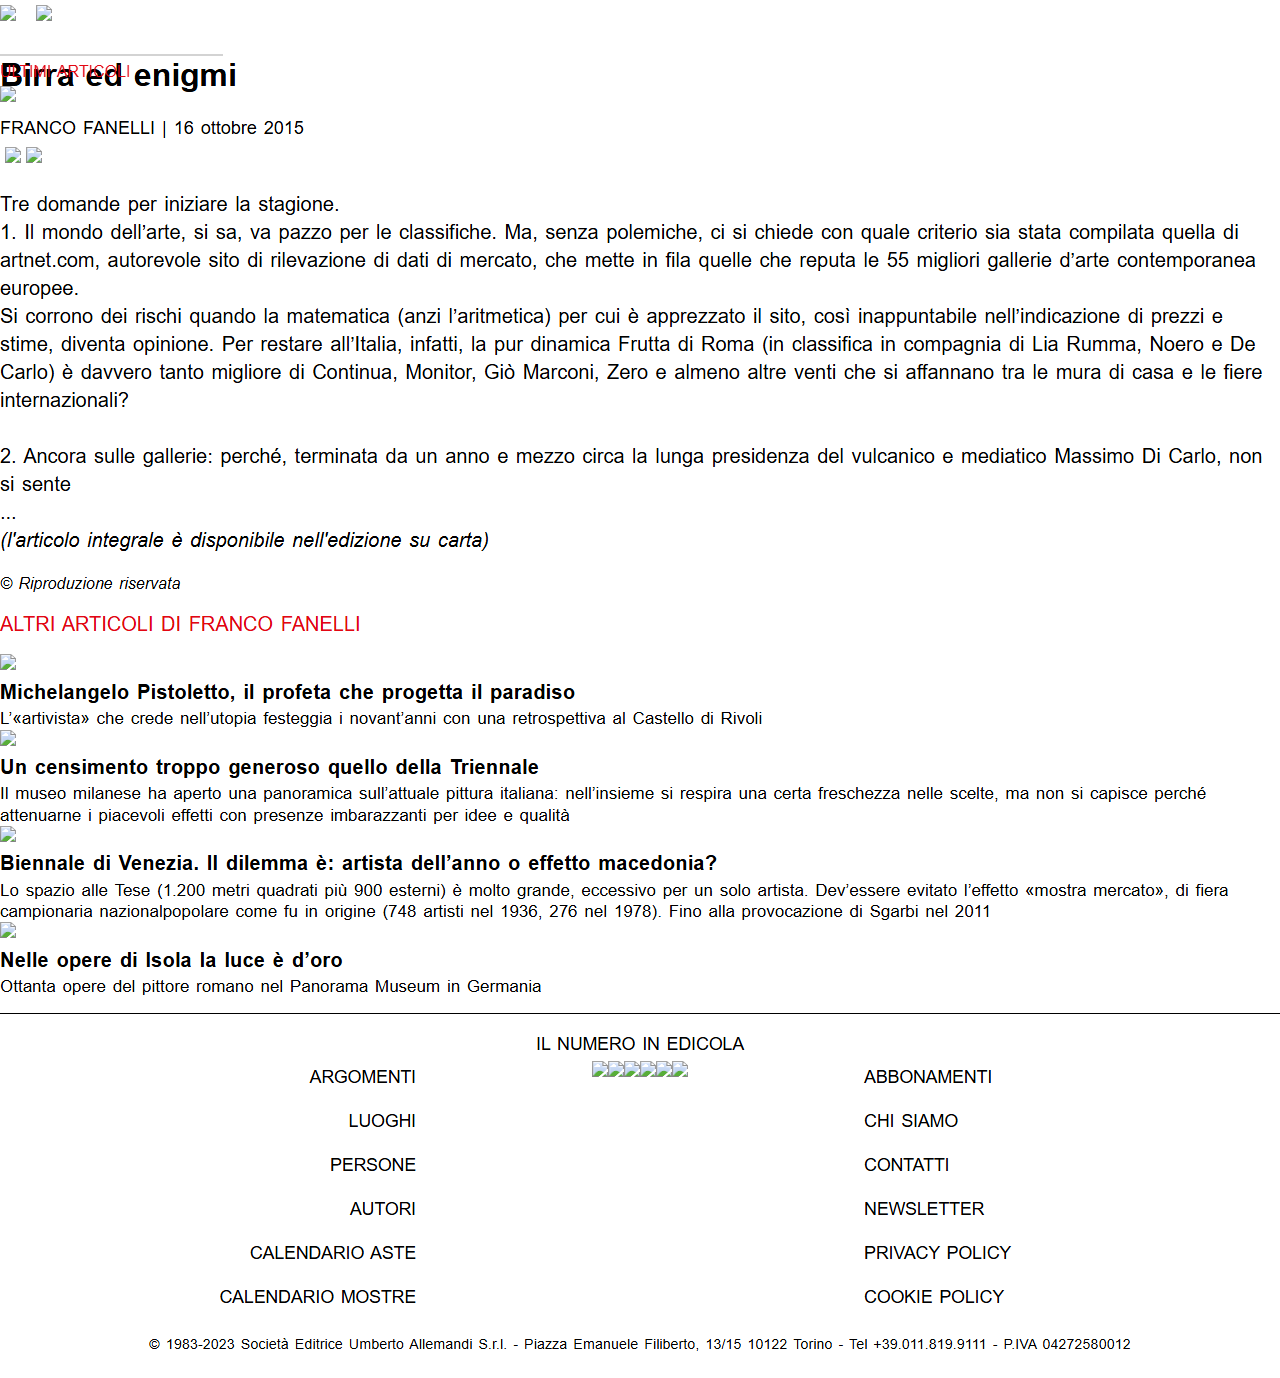 ULTIMI ARTICOLI
Birra ed enigmi
FRANCO FANELLI | 16 ottobre 2015
Tre domande per iniziare la stagione.
1. Il mondo dell’arte, si sa, va pazzo per le classifiche. Ma, senza polemiche, ci si chiede con quale criterio sia stata compilata quella di
artnet.com, autorevole sito di rilevazione di dati di mercato, che mette in fila quelle che reputa le 55 migliori gallerie d’arte contemporanea
europee.
Si corrono dei rischi quando la matematica (anzi l’aritmetica) per cui è apprezzato il sito, così inappuntabile nell’indicazione di prezzi e
stime, diventa opinione. Per restare all’Italia, infatti, la pur dinamica Frutta di Roma (in classifica in compagnia di Lia Rumma, Noero e De
Carlo) è davvero tanto migliore di Continua, Monitor, Giò Marconi, Zero e almeno altre venti che si affannano tra le mura di casa e le fiere
internazionali?
2. Ancora sulle gallerie: perché, terminata da un anno e mezzo circa la lunga presidenza del vulcanico e mediatico Massimo Di Carlo, non
si sente
...
(l'articolo integrale è disponibile nell'edizione su carta)
© Riproduzione riservata
ALTRI ARTICOLI DI FRANCO FANELLI
Michelangelo Pistoletto, il profeta che progetta il paradiso
L’«artivista» che crede nell’utopia festeggia i novant’anni con una retrospettiva al Castello di Rivoli
Un censimento troppo generoso quello della Triennale
Il museo milanese ha aperto una panoramica sull’attuale pittura italiana: nell’insieme si respira una certa freschezza nelle scelte, ma non si capisce perché
attenuarne i piacevoli effetti con presenze imbarazzanti per idee e qualità
Biennale di Venezia. Il dilemma è: artista dell’anno o effetto macedonia?
Lo spazio alle Tese (1.200 metri quadrati più 900 esterni) è molto grande, eccessivo per un solo artista. Dev’essere evitato l’effetto «mostra mercato», di fiera
campionaria nazionalpopolare come fu in origine (748 artisti nel 1936, 276 nel 1978). Fino alla provocazione di Sgarbi nel 2011
Nelle opere di Isola la luce è d’oro
Ottanta opere del pittore romano nel Panorama Museum in Germania
IL NUMERO IN EDICOLA
ARGOMENTI
LUOGHI
PERSONE
AUTORI
CALENDARIO ASTE
CALENDARIO MOSTRE
ABBONAMENTI
CHI SIAMO
CONTATTI
NEWSLETTER
PRIVACY POLICY
COOKIE POLICY
© 1983-2023 Società Editrice Umberto Allemandi S.r.l. - Piazza Emanuele Filiberto, 13/15 10122 Torino - Tel +39.011.819.9111 - P.IVA 04272580012